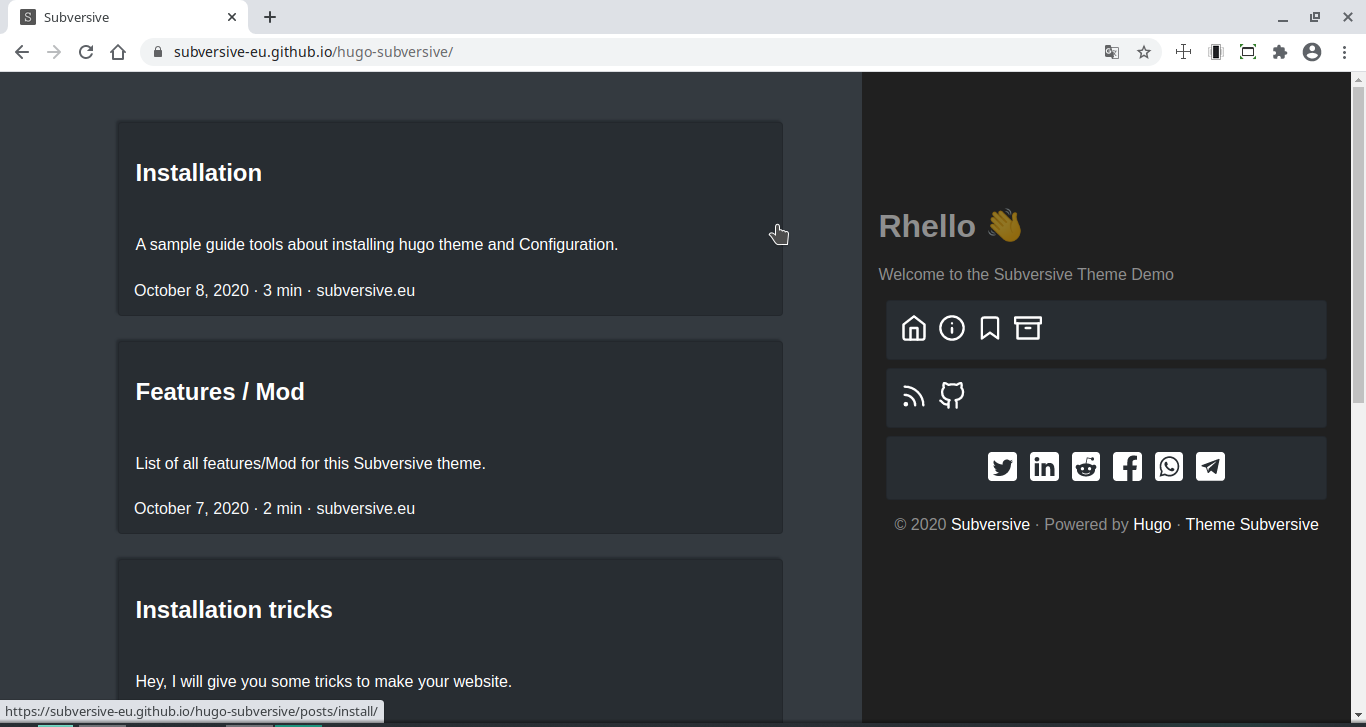 Subversive
subversive-eu.github.io/hugo-subversive/
Installation
A sample guide tools about installing hugo theme and Configuration.
October 8, 2020 · 3 min · subversive.eu
Features / Mod
List of all features/Mod for this Subversive theme.
October 7, 2020 · 2 min · subversive.eu
Installation tricks
Hey, I will give you some tricks to make your website.
Rhello 👋
Welcome to the Subversive Theme Demo
© 2020 Subversive · Powered by Hugo · Theme Subversive
https://subversive-eu.github.io/hugo-subversive/posts/install/